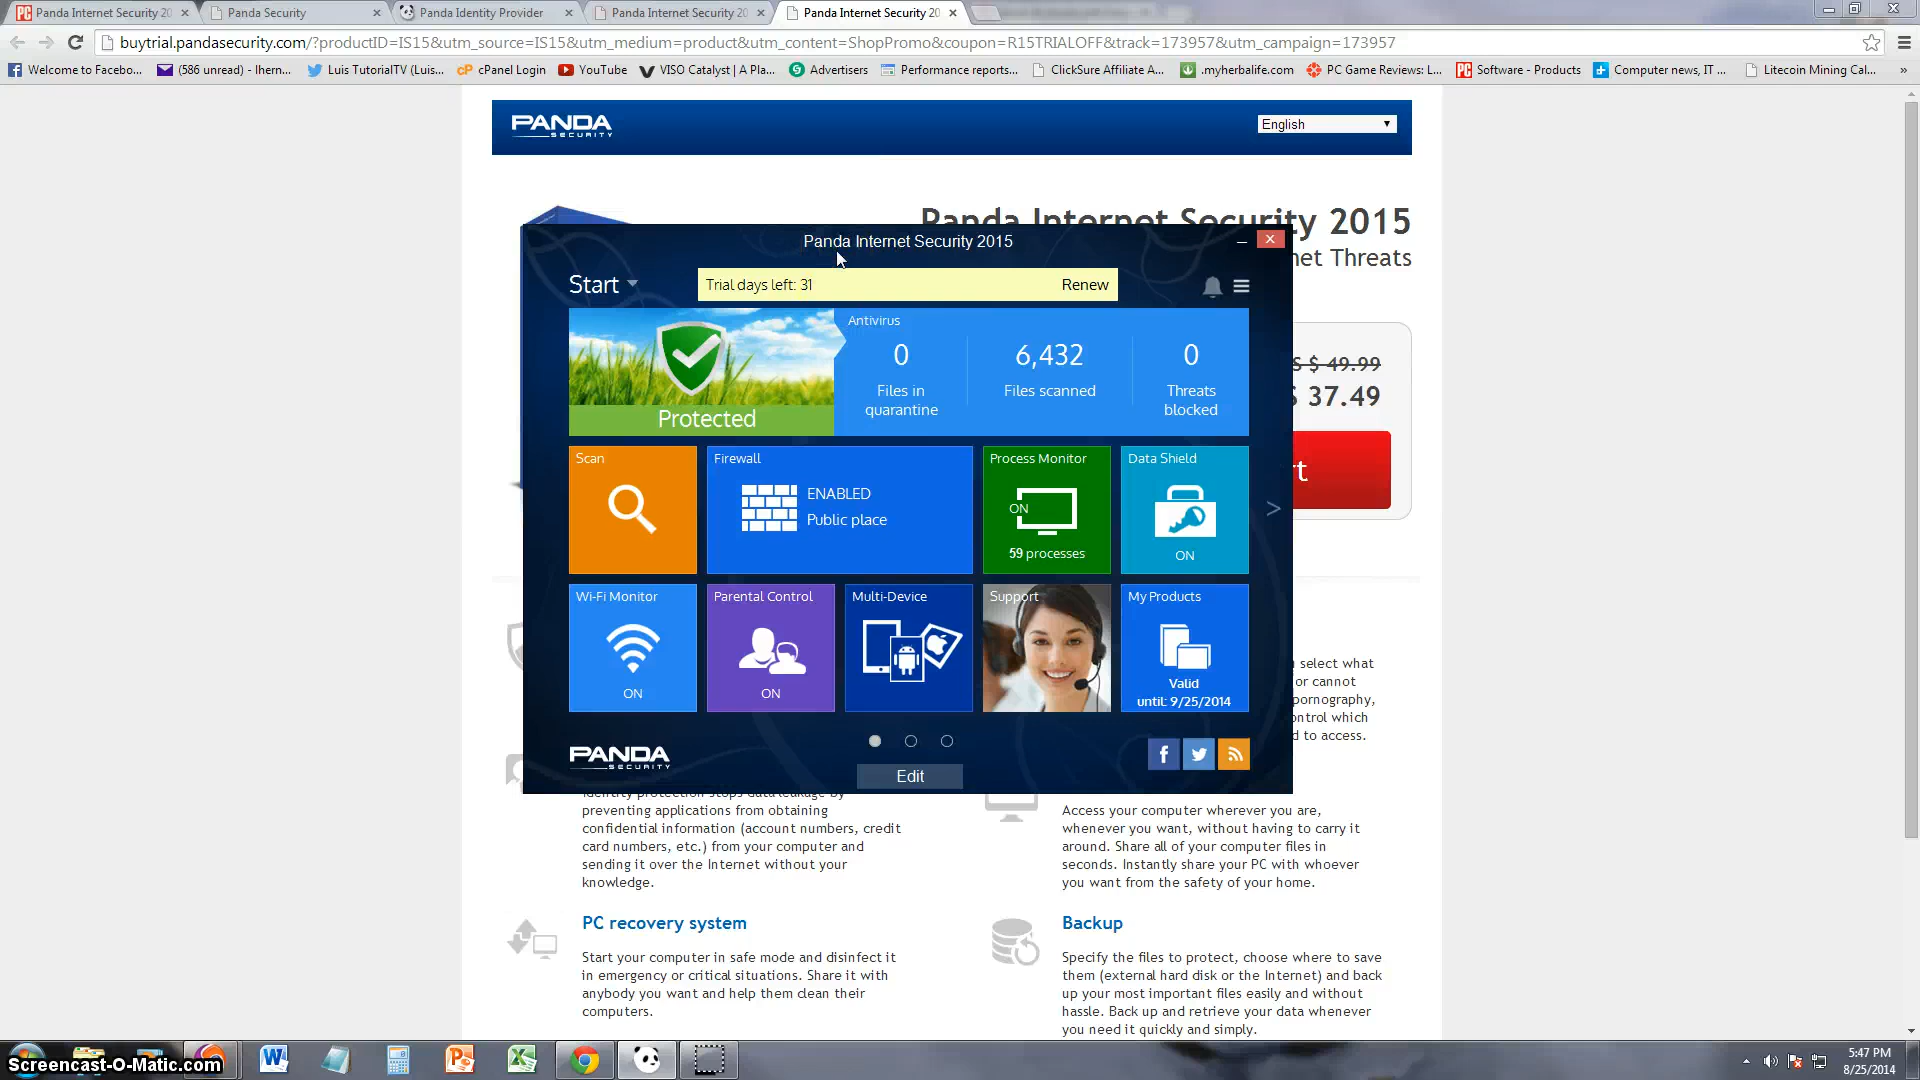 Panda Internet Security 20
Panda Security
Panda Identity Provider
Panda Internet Security 20
Panda Internet Security 20
buytrial.pandasecurity.com/?productID=IS15&utm_source=IS15&utm_medium=product&utm_content=ShopPromo&coupon=R15TRIALOFF&track=173957&utm_campaign=173957
Welcome to Facebo...
(586 unread) - lhern...
Luis TutorialTV (Luis...
cPanel Login
YouTube
VISO Catalyst | A Pla...
Advertisers
Performance reports...
ClickSure Affiliate A...
.myherbalife.com
PC Game Reviews: L...
Software - Products
Computer news, IT ...
Litecoin Mining Cal...
»
PANDA
SECURITY
English
Panda Internet Security 2015
net Threats
Panda Internet Security 2015
Start
Trial days left: 31
Renew
Protected
Antivirus
0
Files in
quarantine
6,432
Files scanned
0
Threats
blocked
S $ 49.99
$ 37.49
rt
Scan
Firewall
ENABLED
Public place
Process Monitor
ON
59 processes
Data Shield
ON
>
Wi-Fi Monitor
ON
Parental Control
ON
Multi-Device
Support
My Products
Valid
until: 9/25/2014
select what
or cannot
pornography,
ontrol which
d to access.
PANDA
SECURITY
Edit
Identity protection stops data leakage by
preventing applications from obtaining
confidential information (account numbers, credit
card numbers, etc.) from your computer and
sending it over the Internet without your
knowledge.
Access your computer wherever you are,
whenever you want, without having to carry it
around. Share all of your computer files in
seconds. Instantly share your PC with whoever
you want from the safety of your home.
PC recovery system
Start your computer in safe mode and disinfect it
in emergency or critical situations. Share it with
anybody you want and help them clean their
computers.
Backup
Specify the files to protect, choose where to save
them (external hard disk or the Internet) and back
up your most important files easily and without
hassle. Back up and retrieve your data whenever
you need it quickly and simply.
Screencast-O-Matic.com
5:47 PM
8/25/2014